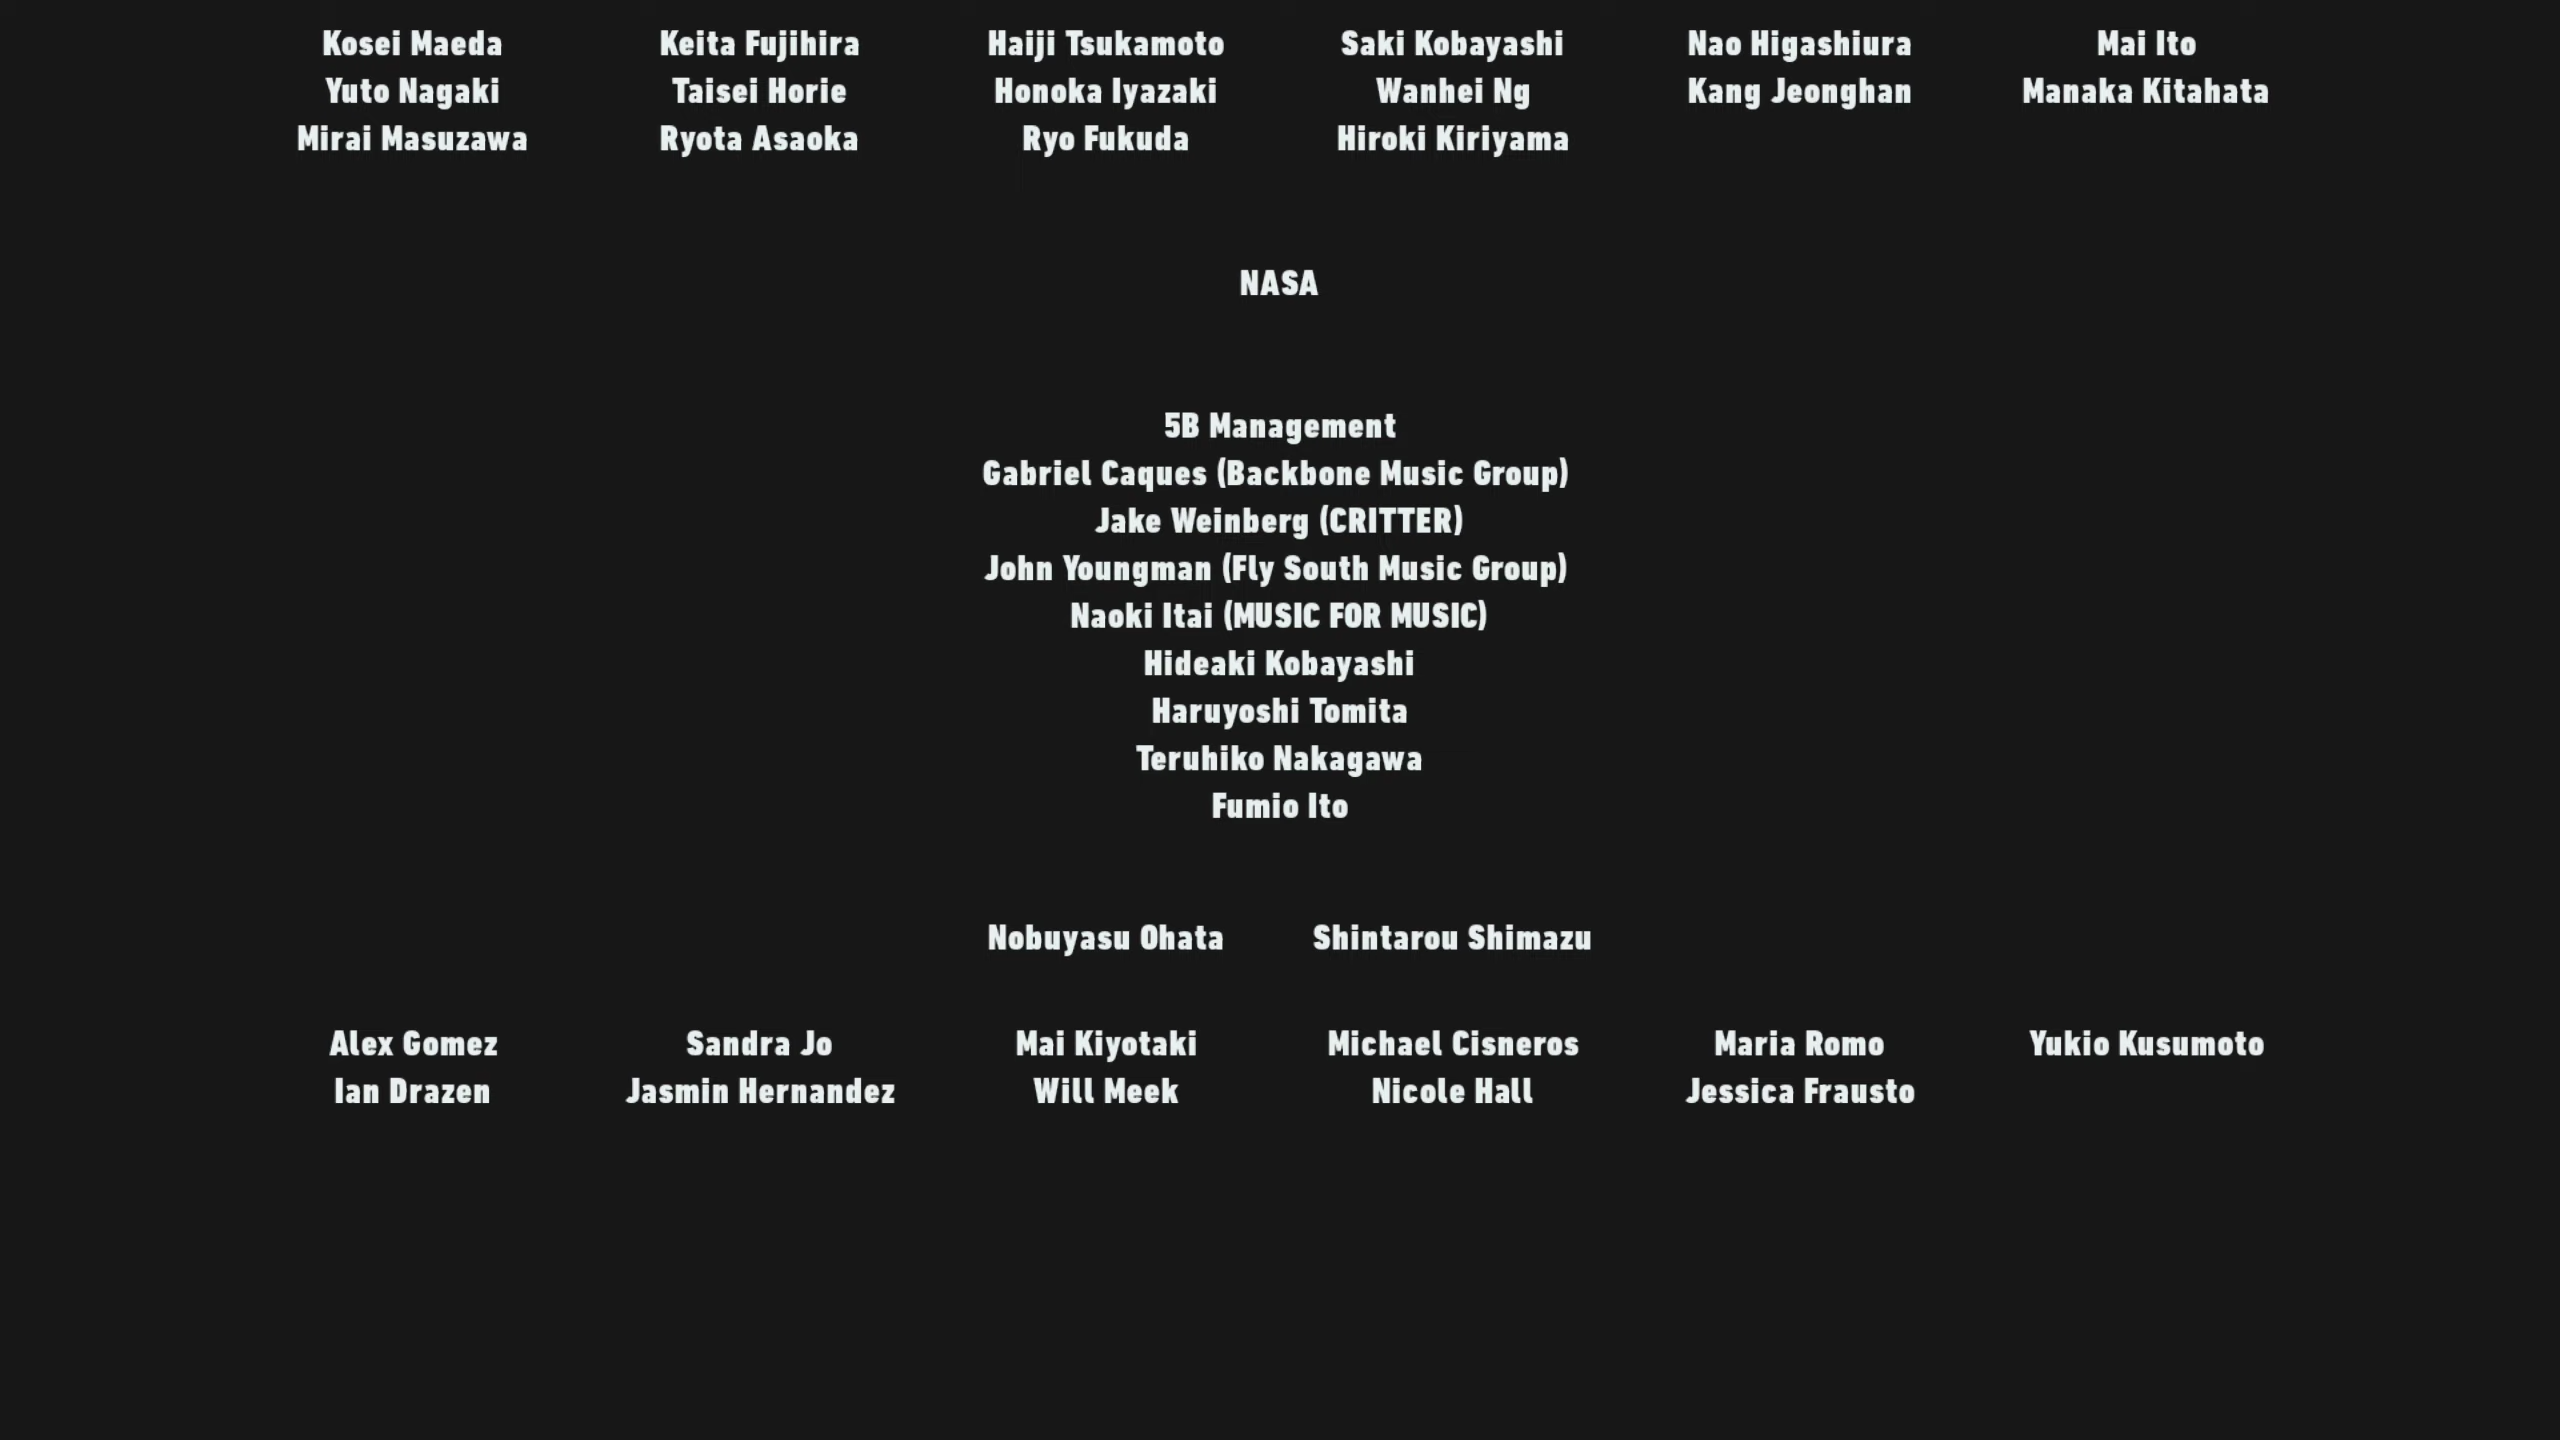 Kosei Maeda Keita Fujihira Haiji Tsukamoto Saki Kobayashi Nao Higashiura Mai Ito
Yuto Nagaki Taisei Horie Honoka Iyazaki Wanhei Ng Kang Jeonghan Manaka Kitahata
Mirai Masuzawa Ryota Asaoka Ryo Fukuda Hiroki Kiriyama
NASA
5B Management
Gabriel Caques (Backbone Music Group)
Jake Weinberg (CRITTER)
John Youngman (Fly South Music Group)
Naoki Itai (MUSIC FOR MUSIC)
Hideaki Kobayashi
Haruyoshi Tomita
Teruhiko Nakagawa
Fumio Ito
Nobuyasu Ohata Shintarou Shimazu
Alex Gomez Sandra Jo Mai Kiyotaki Michael Cisneros Maria Romo Yukio Kusumoto
Ian Drazen Jasmin Hernandez Will Meek Nicole Hall Jessica Frausto